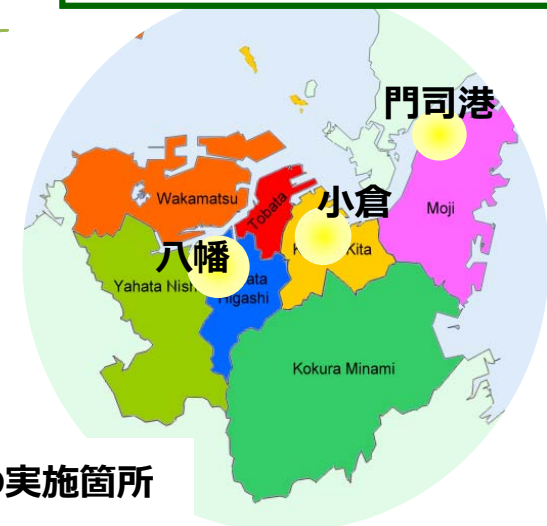 門司港
Wakamatsu
Tobata
小倉
Moji
Kita
八幡
Yahata
Higashi
Kokura Minami
実施箇所